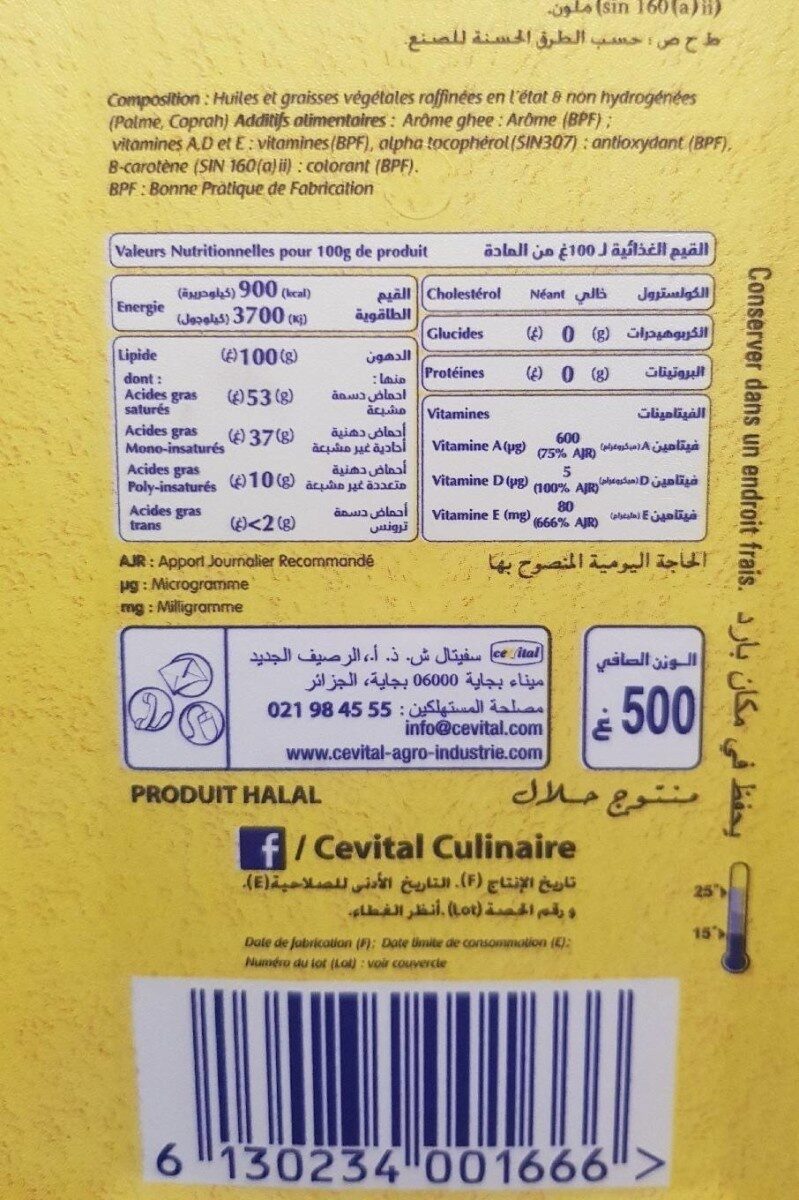 (sin 160(a)ii) ملون.
ط ح ص : حسب الطرق الحسنة للصنع.
Composition : Huiles et graisses végétales raffinées en l'état & non hydrogénées
(Palme, Coprah) Additifs alimentaires : Arôme ghee : Arôme (BPF) ;
vitamines A,D et E : vitamines (BPF), alpha tocophérol (SIN307) : antioxydant (BPF),
B-carotène (SIN 160(a)ii) : colorant (BPF).
BPF : Bonne Pratique de Fabrication
Valeurs Nutritionnelles pour 100g de produit القيم الغذائية لـ 100غ من المادة
Energie (كيلوحريرة) 900 (kcal) القيم
(كيلوجول) 3700 (Kj) الطاقوية
Lipide (غ) 100 (g) الدهون
dont : منها :
Acides gras saturés (غ) 53 (g) احماض دسمة مشبعة
Acides gras Mono-insaturés (غ) 37 (g) أحماض دهنية أحادية غير مشبعة
Acides gras Poly-insaturés (غ) 10 (g) أحماض دهنية متعددة غير مشبعة
Acides gras trans (غ) <2 (g) أحماض دسمة ترونس
Cholestérol Néant خالي الكولسترول
Glucides (غ) 0 (g) الكربوهيدرات
Protéines (غ) 0 (g) البروتينات
Vitamines الفيتامينات
Vitamine A (µg) 600 (75% AJR) فيتامين A (ميكروغرام)
Vitamine D (µg) 5 (100% AJR) فيتامين D (ميكروغرام)
Vitamine E (mg) 80 (666% AJR) فيتامين E (ملغرام)
AJR : Apport Journalier Recommandé الحاجة اليومية المنصوح بها
µg : Microgramme
mg : Milligramme
cevital سفيتال ش. ذ. أ.، الرصيف الجديد
ميناء بجاية 06000 بجاية، الجزائر
مصلحة المستهلكين : 021 98 45 55
info@cevital.com
www.cevital-agro-industrie.com
الـوزن الصافي
500 غ
PRODUIT HALAL منتوج حلال
f / Cevital Culinaire
تاريخ الإنتاج (F). التاريخ الأدنى للصلاحية (E).
و رقم الحصة (Lot). أنظر الغطاء.
Date de fabrication (F); Date limite de consommation (E);
Numéro du lot (Lot) : voir couvercle
Conserver dans un endroit frais. يحفظ في مكان بارد
25°
15°
6 130234 001666 >